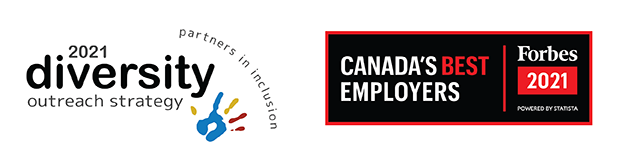 2021
diversity
outreach strategy
partners in inclusion
CANADA'S BEST
EMPLOYERS
Forbes
2021
POWERED BY STATISTA